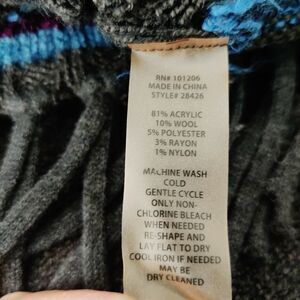 RN# 101206
MADE IN CHINA
STYLE# 28426
81% ACRYLIC
10% WOOL
5% POLYESTER
3% RAYON
1% NYLON
MACHINE WASH
COLD
GENTLE CYCLE
ONLY NON-
CHLORINE BLEACH
WHEN NEEDED
RE-SHAPE AND
LAY FLAT TO DRY
COOL IRON IF NEEDED
MAY BE
DRY CLEANED